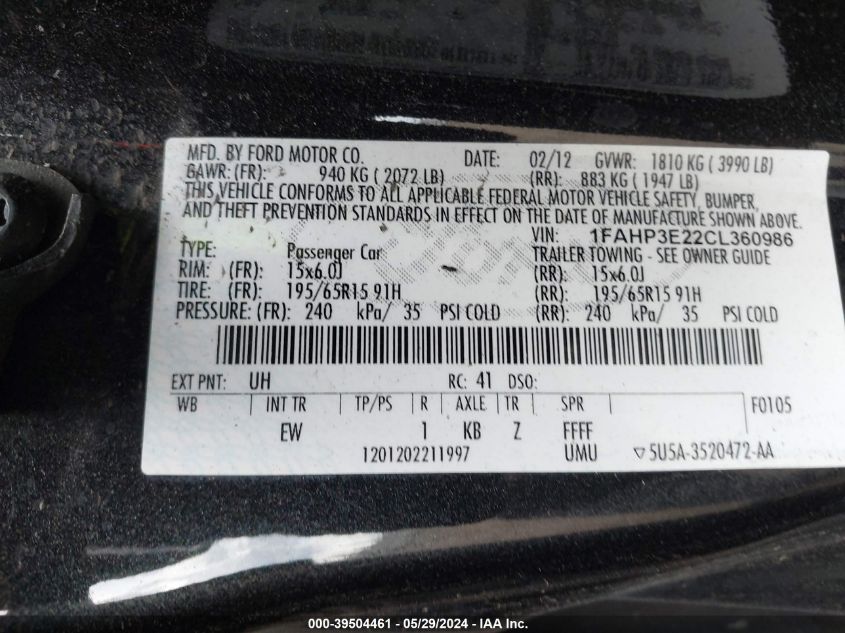 MFD. BY FORD MOTOR CO. DATE: 02/12 GVWR: 1810 KG ( 3990 LB)
GAWR: (FR): 940 KG ( 2072 LB) (RR): 883 KG ( 1947 LB)
THIS VEHICLE CONFORMS TO ALL APPLICABLE FEDERAL MOTOR VEHICLE SAFETY, BUMPER,
AND THEFT PREVENTION STANDARDS IN EFFECT ON THE DATE OF MANUFACTURE SHOWN ABOVE.
VIN: 1FAHP3E22CL360986
TYPE: Passenger Car TRAILER TOWING - SEE OWNER GUIDE
RIM: (FR): 15x6.0J (RR): 15x6.0J
TIRE: (FR): 195/65R15 91H (RR): 195/65R15 91H
PRESSURE: (FR): 240 kPa/ 35 PSI COLD (RR): 240 kPa/ 35 PSI COLD
EXT PNT: UH RC: 41 DSO:
WB INT TR TP/PS R AXLE TR SPR F0105
EW 1 KB Z FFFF
1201202211997 UMU ▽5U5A-3520472-AA
000-39504461 - 05/29/2024 - IAA Inc.